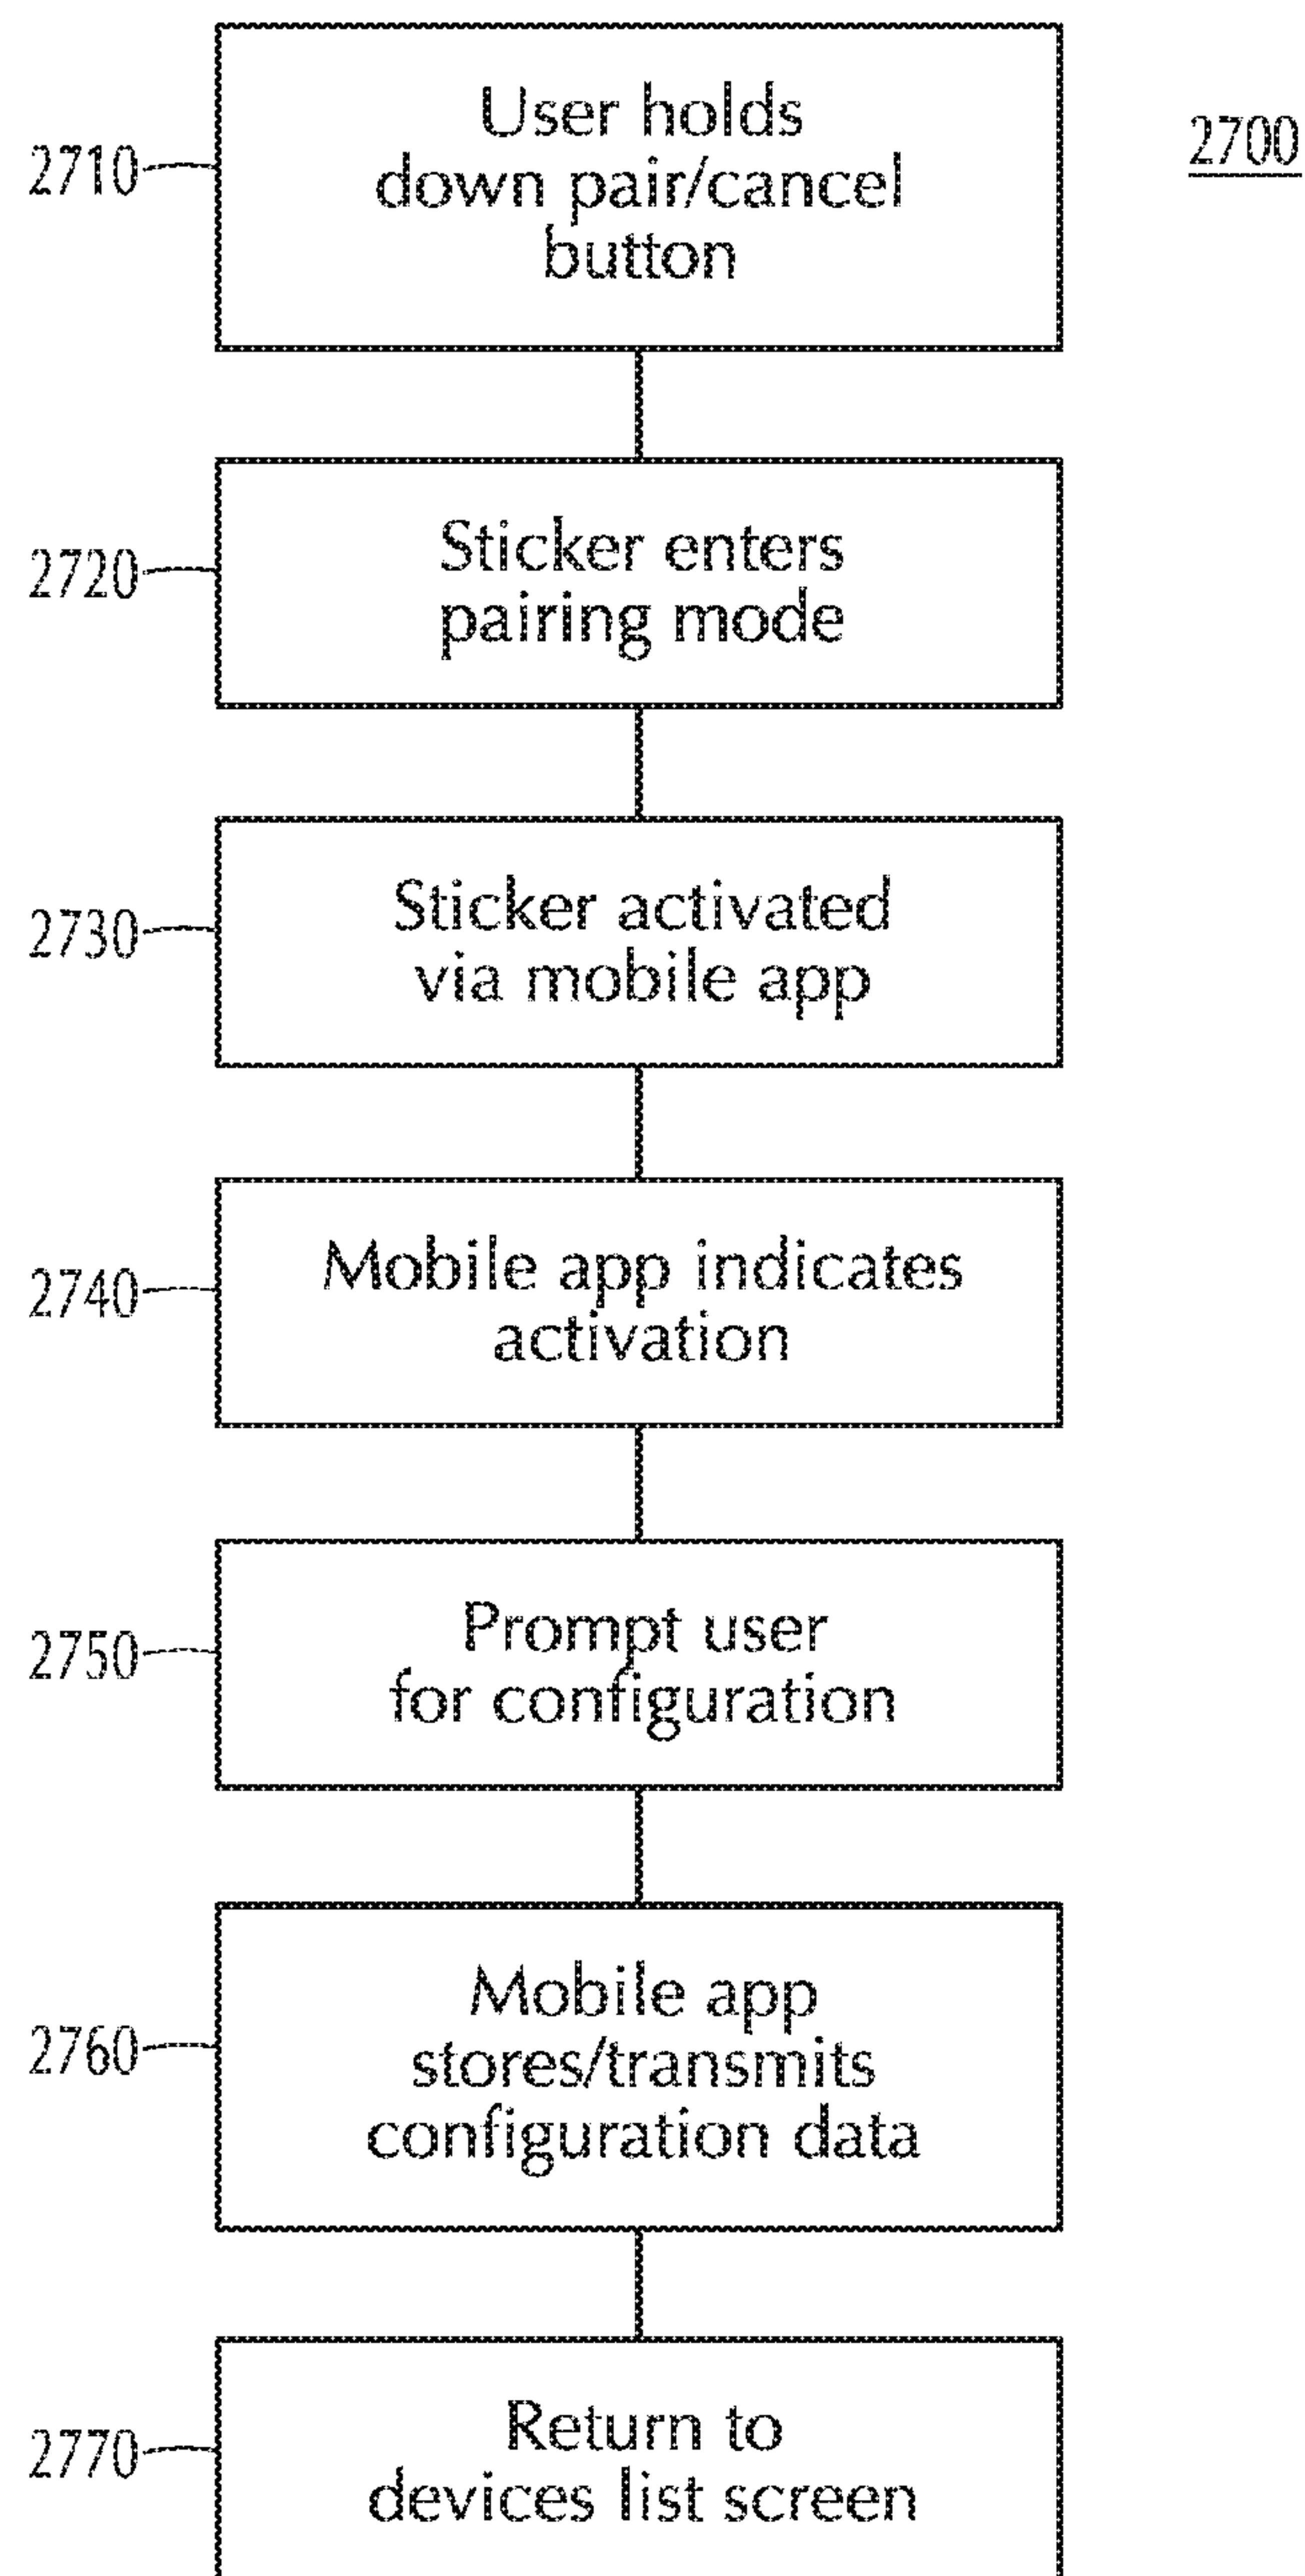 2700
2710
User holds
down pair/cancel
button
2720
Sticker enters
pairing mode
2730
Sticker activated
via mobile app
2740
Mobile app indicates
activation
2750
Prompt user
for configuration
2760
Mobile app
stores/transmits
configuration data
2770
Return to
devices list screen